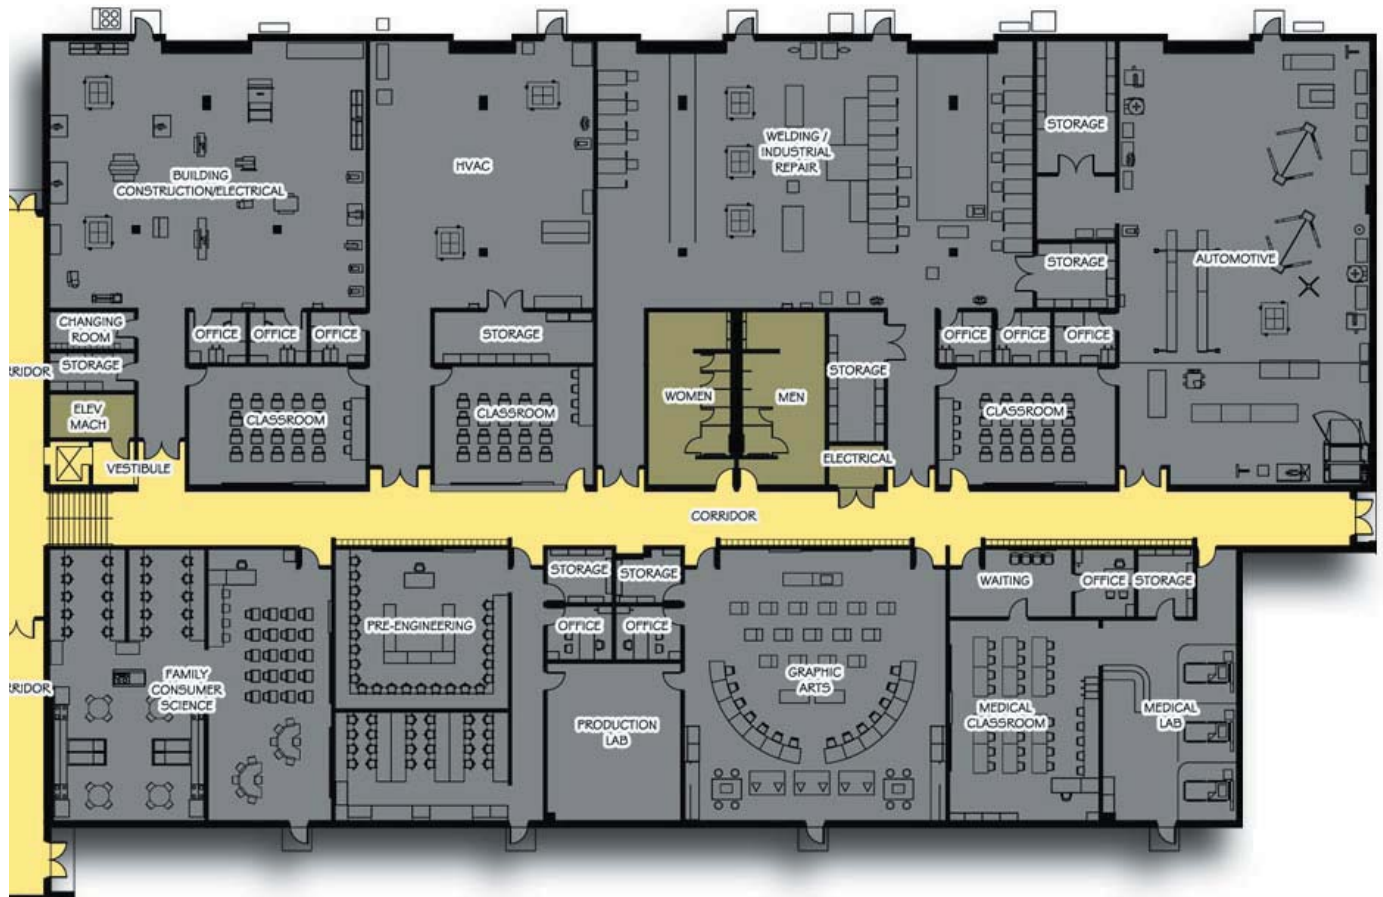 STORAGE
WELDING /
INDUSTRIAL
REPAIR
HVAC
BUILDING
CONSTRUCTION/ELECTRICAL
STORAGE
AUTOMOTIVE
CHANGING
ROOM
OFFICE
OFFICE
OFFICE
STORAGE
OFFICE
OFFICE
OFFICE
STORAGE
RRIDOR
STORAGE
WOMEN
MEN
ELEV
MACH
CLASSROOM
CLASSROOM
CLASSROOM
VESTIBULE
ELECTRICAL
CORRIDOR
STORAGE
STORAGE
WAITING
OFFICE
STORAGE
PRE-ENGINEERING
OFFICE
OFFICE
RRIDOR
FAMILY
CONSUMER
SCIENCE
GRAPHIC
ARTS
PRODUCTION
LAB
MEDICAL
CLASSROOM
MEDICAL
LAB